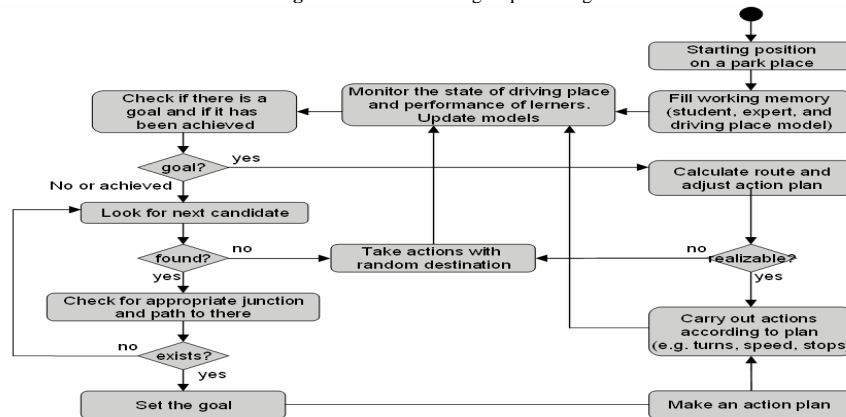 Starting position
on a park place
Fill working memory
(student, expert, and
driving place model)
Monitor the state of driving place
and performance of lerners.
Update models
Check if there is a
goal and if it has
been achieved
goal?
yes
No or achieved
Calculate route and
adjust action plan
Look for next candidate
found?
no
yes
Take actions with
random destination
no
realizable?
yes
Check for appropriate junction
and path to there
Carry out actions
according to plan
(e.g. turns, speed, stops
no
exists?
yes
Set the goal
Make an action plan